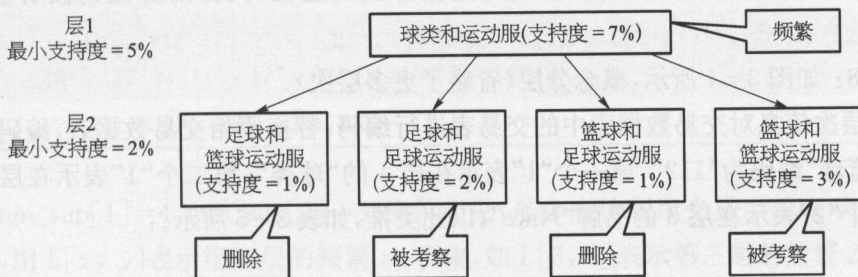 层1
最小支持度=5%
球类和运动服(支持度=7%)
频繁
层2
最小支持度=2%
足球和
篮球运动服
(支持度=1%)
足球和
足球运动服
(支持度=2%)
篮球和
足球运动服
(支持度=1%)
篮球和
篮球运动服
(支持度=3%)
删除
被考察
删除
被考察